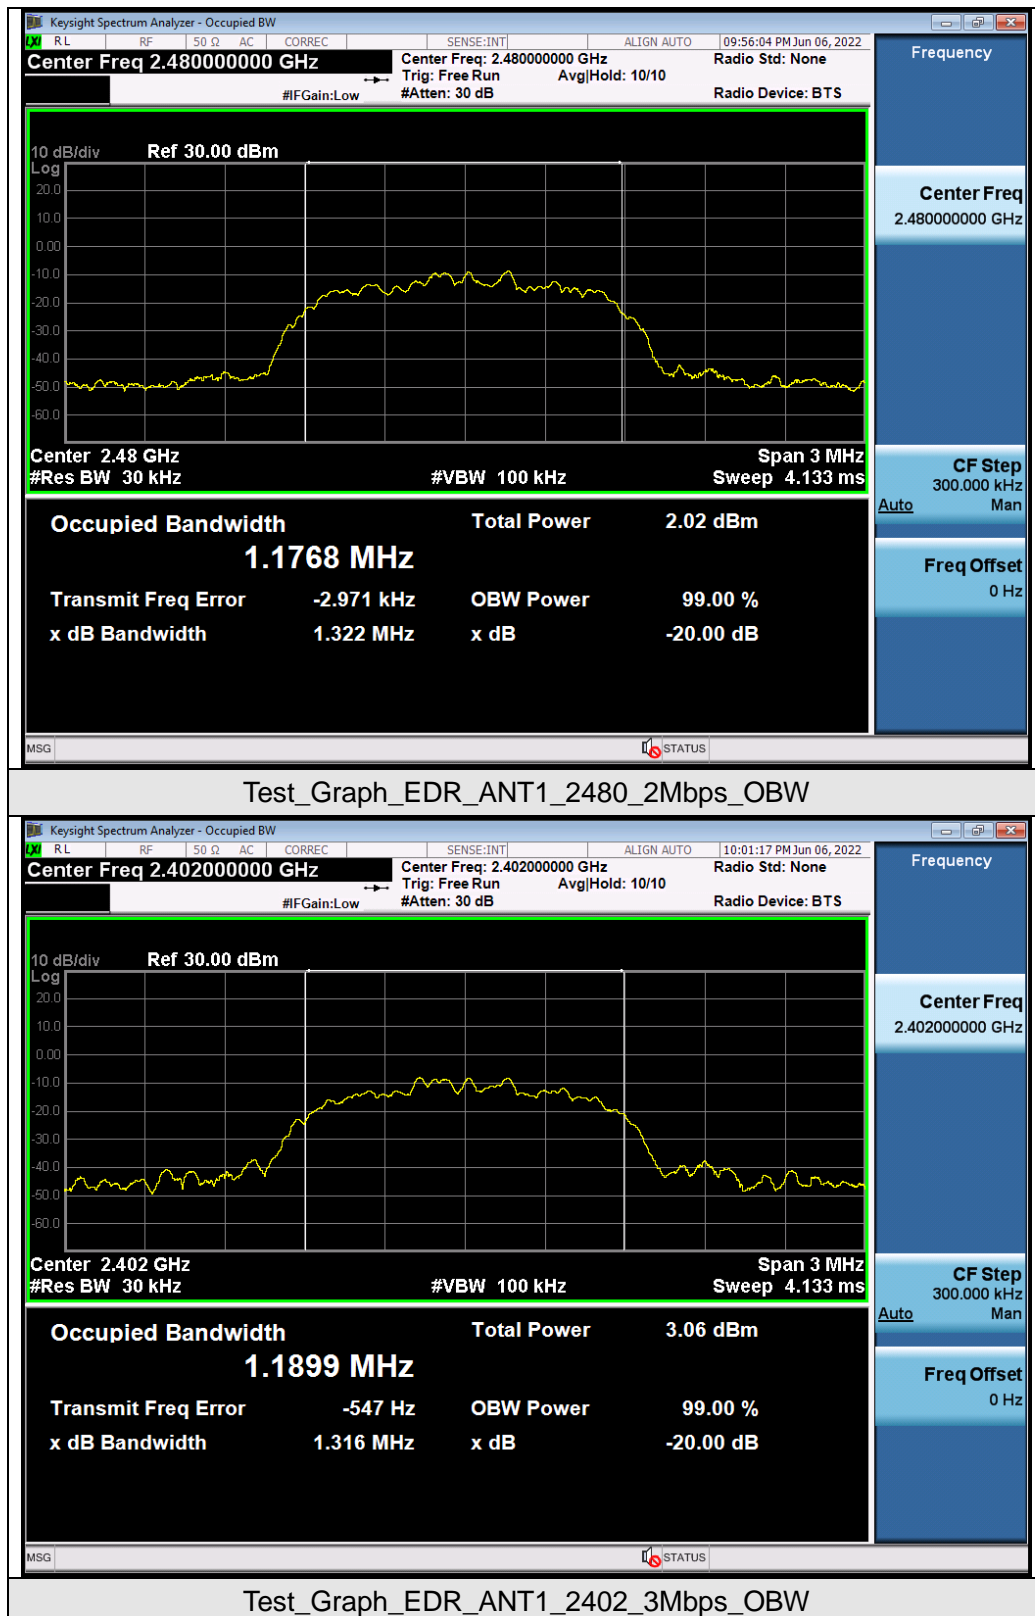 Keysight Spectrum Analyzer - Occupied BW
LXI RL RF 50 Ω AC CORREC SENSE:INT ALIGN AUTO 09:56:04 PM Jun 06, 2022
Center Freq 2.480000000 GHz
Center Freq: 2.480000000 GHz Radio Std: None
Trig: Free Run Avg|Hold: 10/10
#IFGain:Low #Atten: 30 dB Radio Device: BTS
Frequency
10 dB/div Ref 30.00 dBm
Log
20.0
10.0
0.00
-10.0
-20.0
-30.0
-40.0
-50.0
-60.0
Center 2.48 GHz Span 3 MHz
#Res BW 30 kHz #VBW 100 kHz Sweep 4.133 ms
Center Freq
2.480000000 GHz
CF Step
300.000 kHz
Auto Man
Freq Offset
0 Hz
Occupied Bandwidth Total Power 2.02 dBm
1.1768 MHz
Transmit Freq Error -2.971 kHz OBW Power 99.00 %
x dB Bandwidth 1.322 MHz x dB -20.00 dB
MSG STATUS
Test_Graph_EDR_ANT1_2480_2Mbps_OBW
Keysight Spectrum Analyzer - Occupied BW
LXI RL RF 50 Ω AC CORREC SENSE:INT ALIGN AUTO 10:01:17 PM Jun 06, 2022
Center Freq 2.402000000 GHz
Center Freq: 2.402000000 GHz Radio Std: None
Trig: Free Run Avg|Hold: 10/10
#IFGain:Low #Atten: 30 dB Radio Device: BTS
Frequency
10 dB/div Ref 30.00 dBm
Log
20.0
10.0
0.00
-10.0
-20.0
-30.0
-40.0
-50.0
-60.0
Center 2.402 GHz Span 3 MHz
#Res BW 30 kHz #VBW 100 kHz Sweep 4.133 ms
Center Freq
2.402000000 GHz
CF Step
300.000 kHz
Auto Man
Freq Offset
0 Hz
Occupied Bandwidth Total Power 3.06 dBm
1.1899 MHz
Transmit Freq Error -547 Hz OBW Power 99.00 %
x dB Bandwidth 1.316 MHz x dB -20.00 dB
MSG STATUS
Test_Graph_EDR_ANT1_2402_3Mbps_OBW